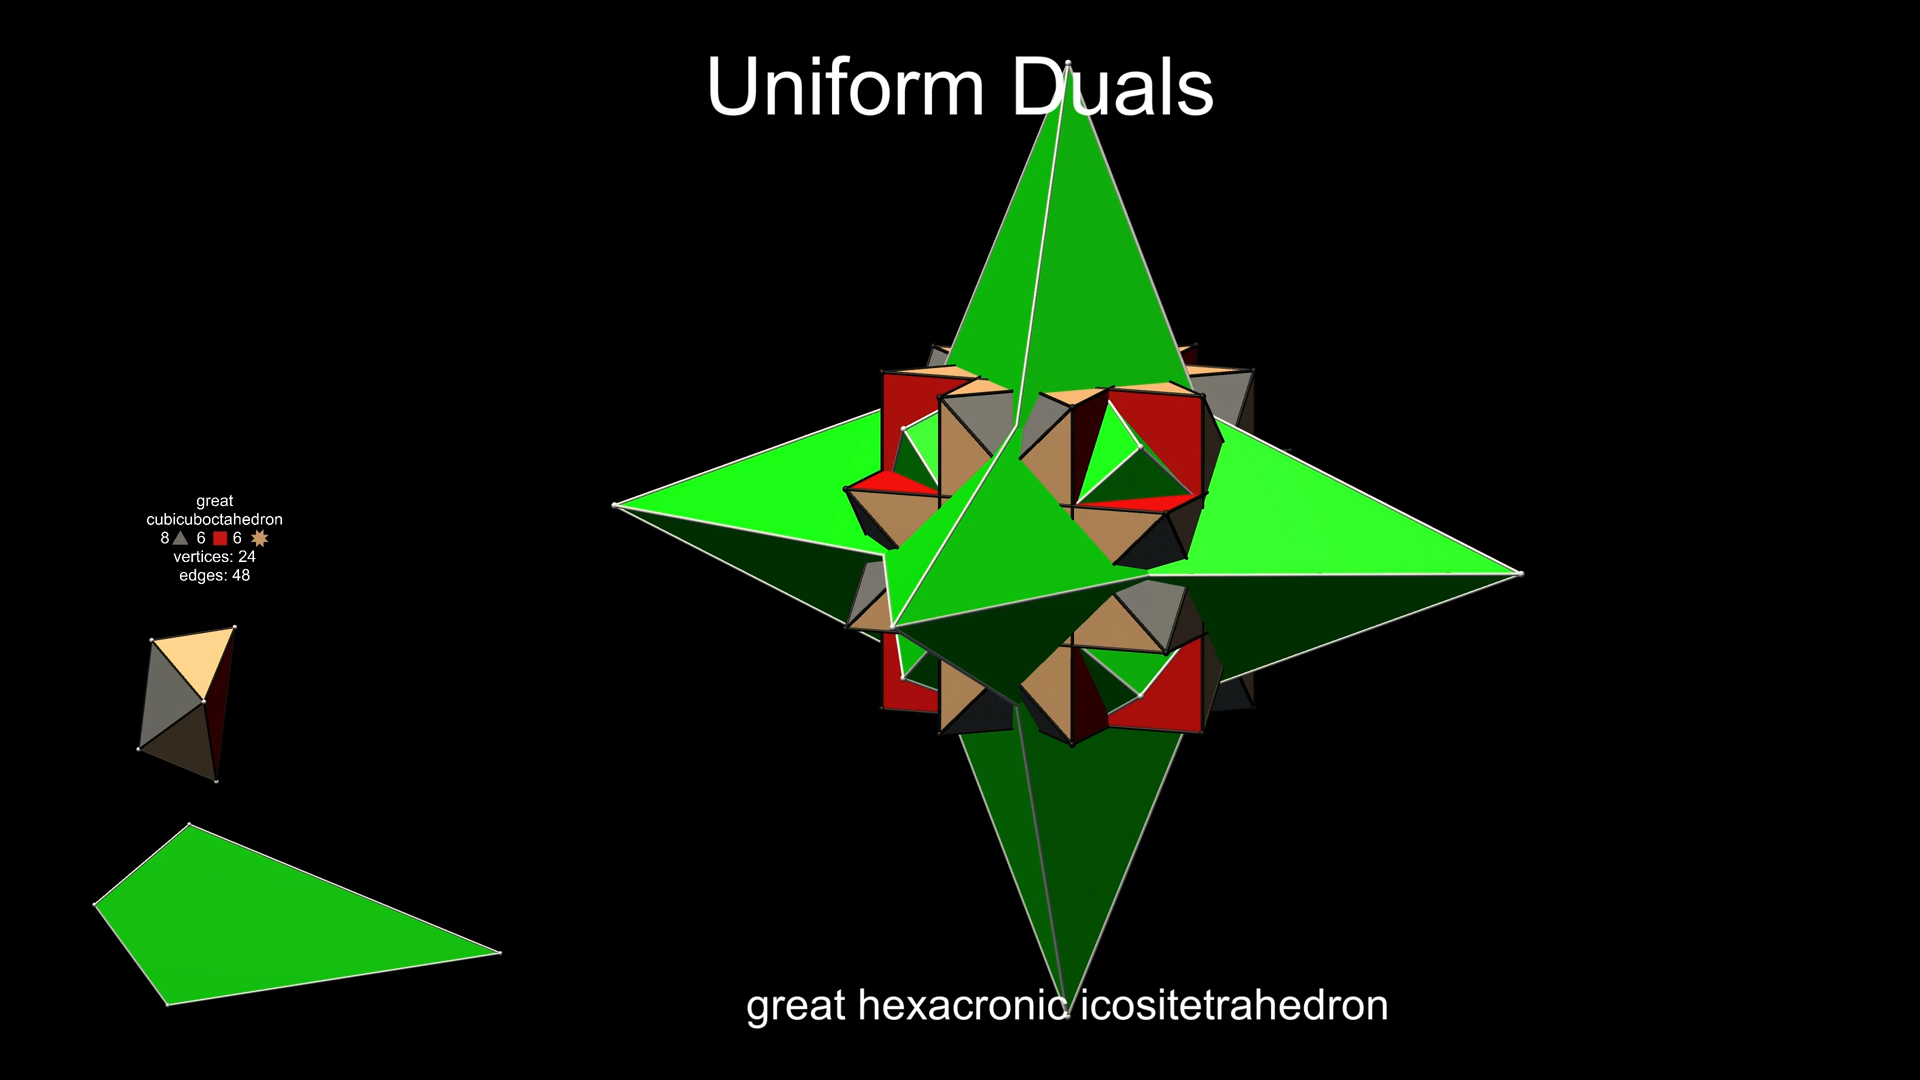 Uniform Duals
great
cubicuboctahedron
8 6 6
vertices: 24
edges: 48
great hexacronic icositetrahedron